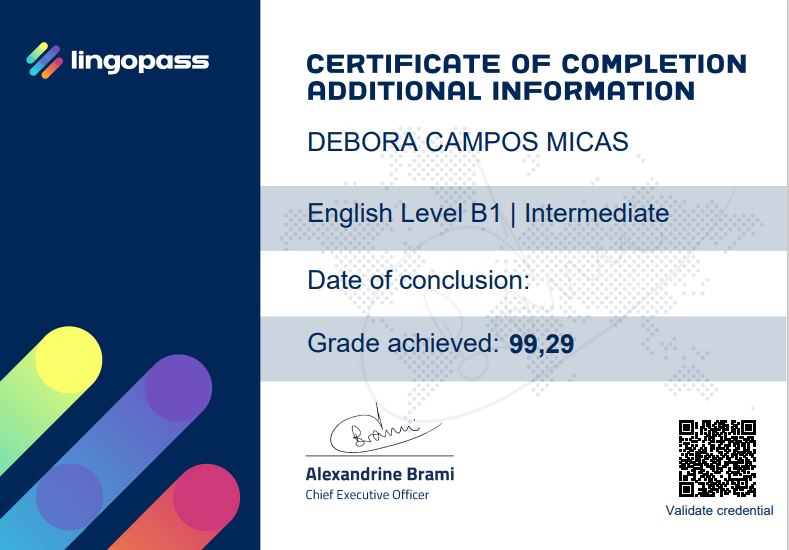 lingopass
CERTIFICATE OF COMPLETION
ADDITIONAL INFORMATION
DEBORA CAMPOS MICAS
English Level B1 | Intermediate
Date of conclusion:
Grade achieved: 99,29
Brami
Alexandrine Brami
Chief Executive Officer
Validate credential